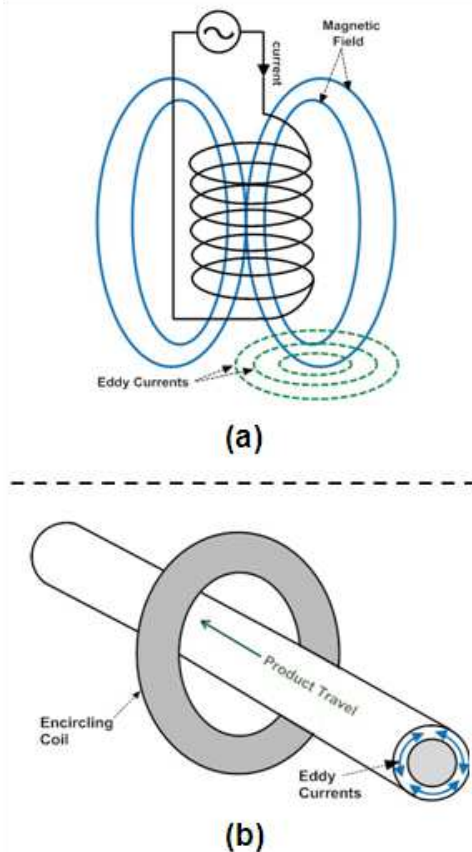 current
Magnetic
Field
Eddy Currents
(a)
Product Travel
Encircling
Coil
Eddy
Currents
(b)